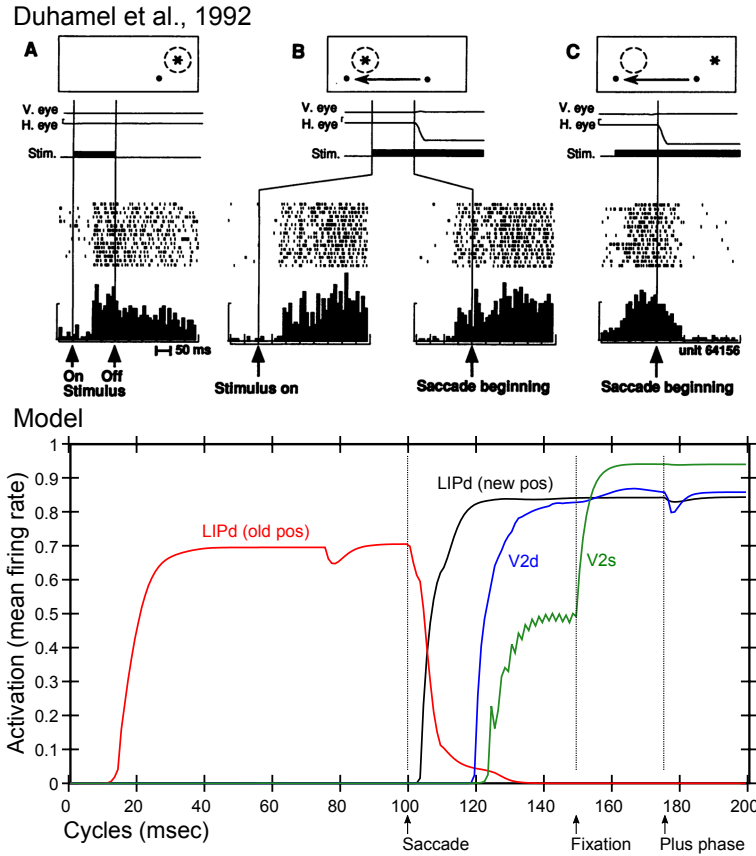 Duhamel et al., 1992
A
B
C
V. eye
H. eye
Stim.
V. eye
H. eye
Stim.
V. eye
H. eye
Stim.
50 ms
On Off
Stimulus
Stimulus on
Saccade beginning
unit 64156
Saccade beginning
Model
Activation (mean firing rate)
1
0.9
0.8
0.7
0.6
0.5
0.4
0.3
0.2
0.1
0
LIPd (old pos)
LIPd (new pos)
V2d
V2s
0 20 40 60 80 100 120 140 160 180 200
Cycles (msec)
Saccade
Fixation
Plus phase